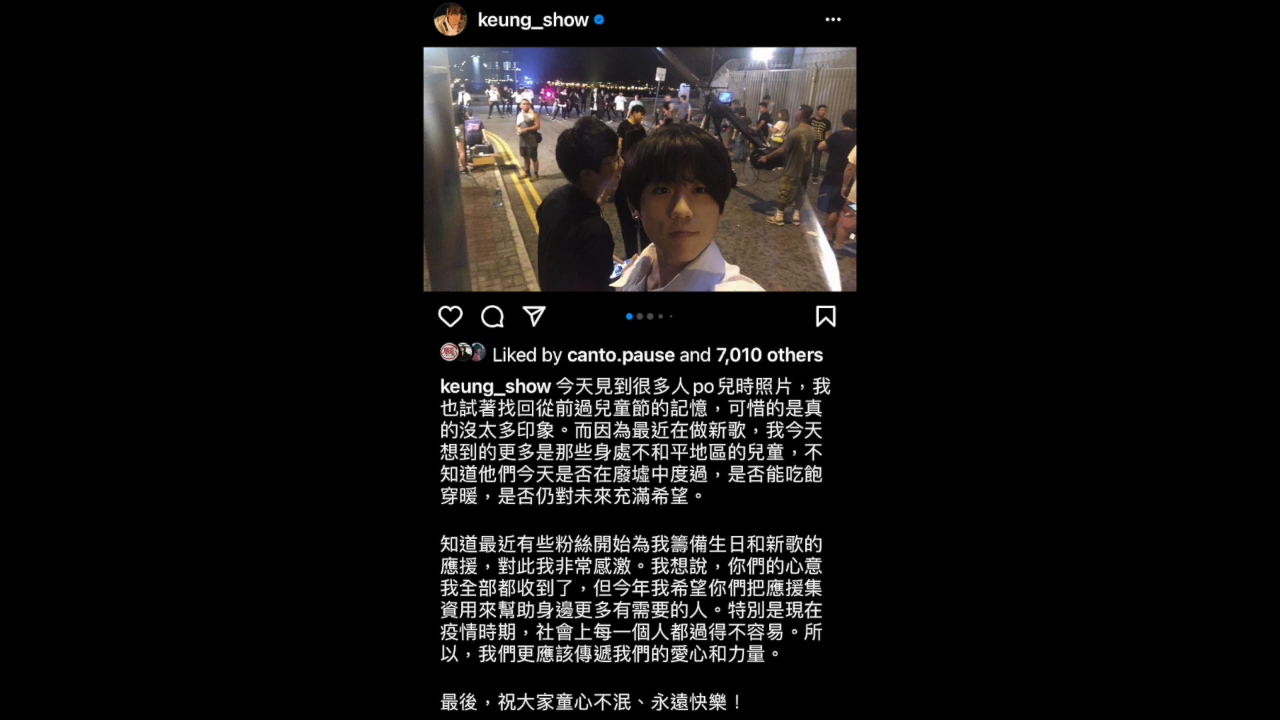 keung_show
Liked by canto.pause and 7,010 others
keung_show 今天見到很多人po兒時照片，我
也試著找回從前過兒童節的記憶，可惜的是真
的沒太多印象。而因為最近在做新歌，我今天
想到的更多是那些身處不和平地區的兒童，不
知道他們今天是否在廢墟中度過，是否能吃飽
穿暖，是否仍對未來充滿希望。
知道最近有些粉絲開始為我籌備生日和新歌的
應援，對此我非常感激。我想說，你們的心意
我全部都收到了，但今年我希望你們把應援集
資用來幫助身邊更多有需要的人。特別是現在
疫情時期，社會上每一個人都過得不容易。所
以，我們更應該傳遞我們的愛心和力量。
最後，祝大家童心不泯、永遠快樂！